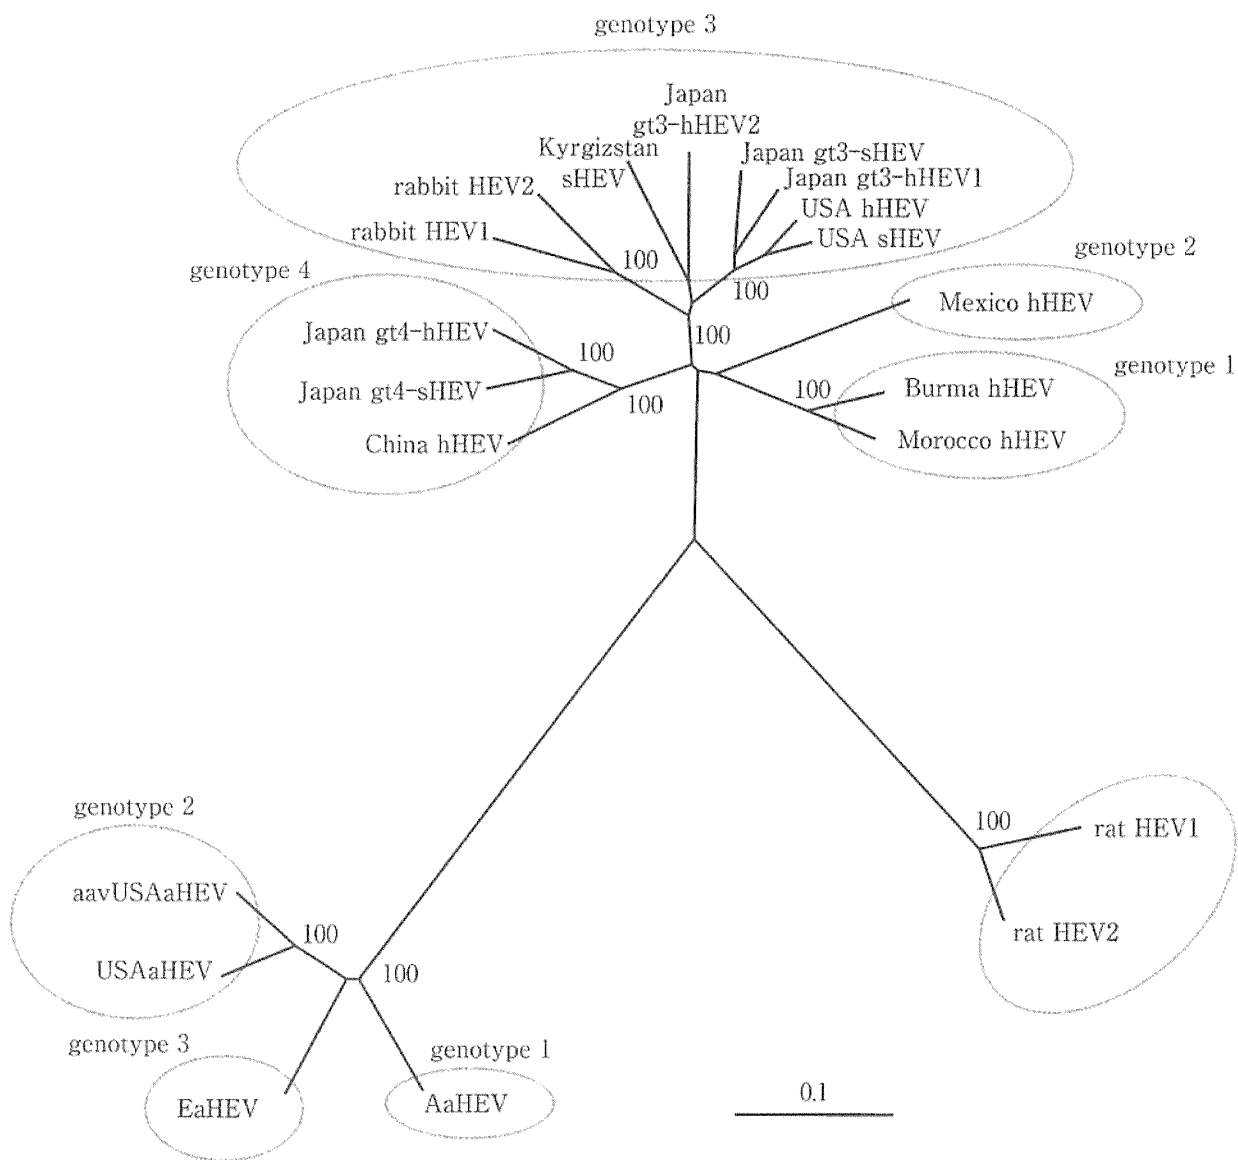 genotype 3
Japan
gt3-hHEV2
Kyrgizstan
sHEV
Japan gt3-sHEV
Japan gt3-hHEV1
rabbit HEV2
USA hHEV
rabbit HEV1
USA sHEV
genotype 2
100
genotype 4
100
Mexico hHEV
Japan gt4-hHEV
100
100
genotype 1
Japan gt4-sHEV
100
Burma hHEV
100
China hHEV
Morocco hHEV
genotype 2
100
rat HEV1
aavUSAaHEV
100
rat HEV2
USAaHEV
100
genotype 3
genotype 1
EaHEV
AaHEV
0.1